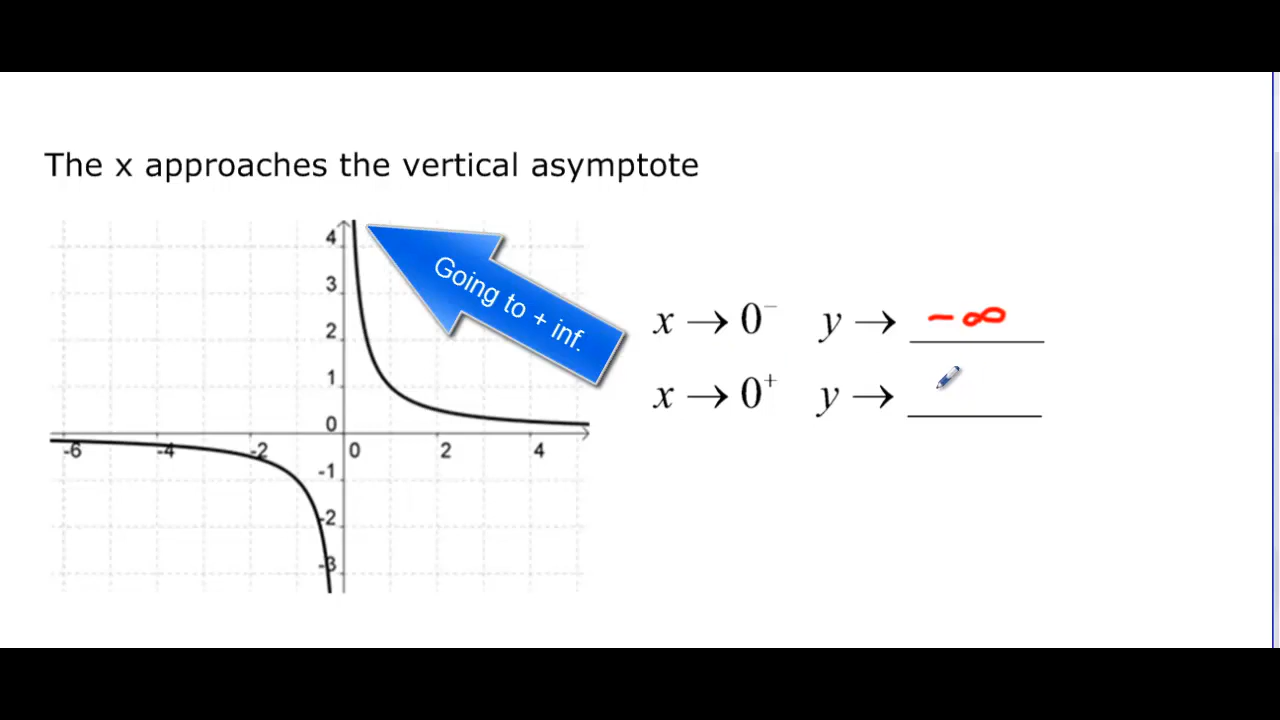 The x approaches the vertical asymptote
4
3
2
1
0
-6 -4 -2 0 2 4
-1
-2
-3
Going to + inf.
x → 0⁻ y → -∞
x → 0⁺ y → ______